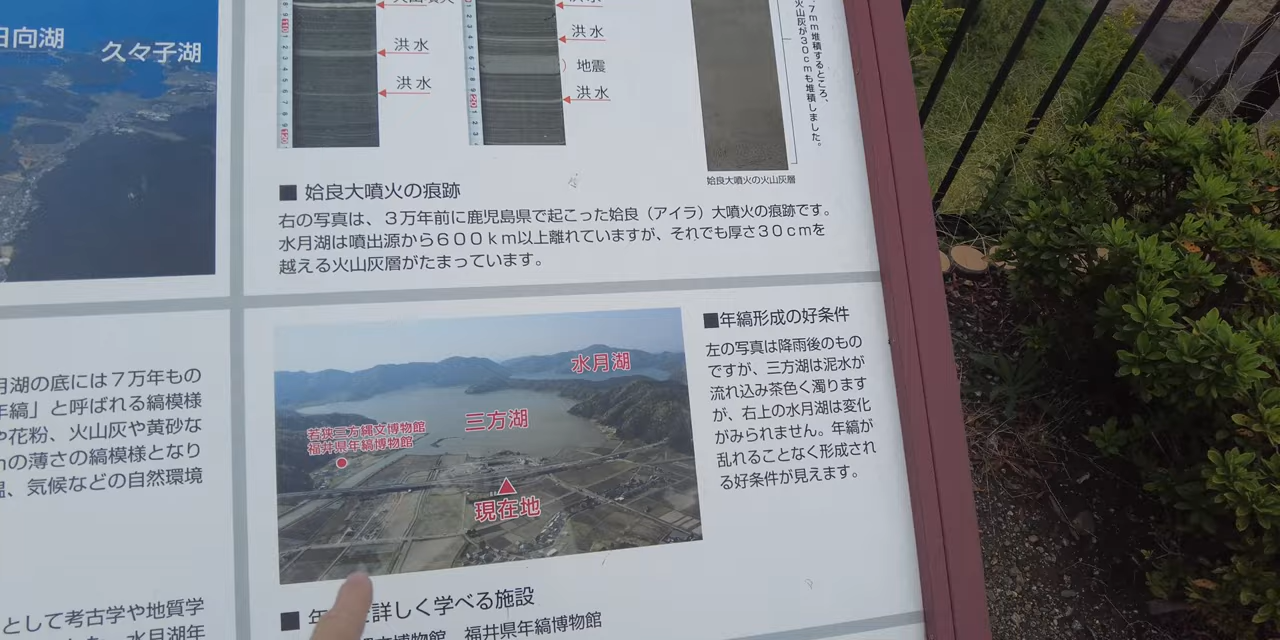 日向湖
久々子湖
洪水
洪水
洪水
地震
洪水
7mm堆積するところ、
火山灰が30cmも堆積しました。
姶良大噴火の火山灰層
■ 姶良大噴火の痕跡
右の写真は、３万年前に鹿児島県で起こった姶良（アイラ）大噴火の痕跡です。
水月湖は噴出源から６００ｋｍ以上離れていますが、それでも厚さ３０ｃｍを
越える火山灰層がたまっています。
月湖の底には７万年もの
年縞」と呼ばれる縞模様
や花粉、火山灰や黄砂な
の薄さの縞模様となり
、気候などの自然環境
として考古学や地質学
水月湖年
水月湖
三方湖
若狭三方縄文博物館
福井県年縞博物館
現在地
■年縞形成の好条件
左の写真は降雨後のもの
ですが、三方湖は泥水が
流れ込み茶色く濁ります
が、右上の水月湖は変化
がみられません。年縞が
乱れることなく形成され
る好条件が見えます。
■ 年 詳しく学べる施設
文博物館 福井県年縞博物館